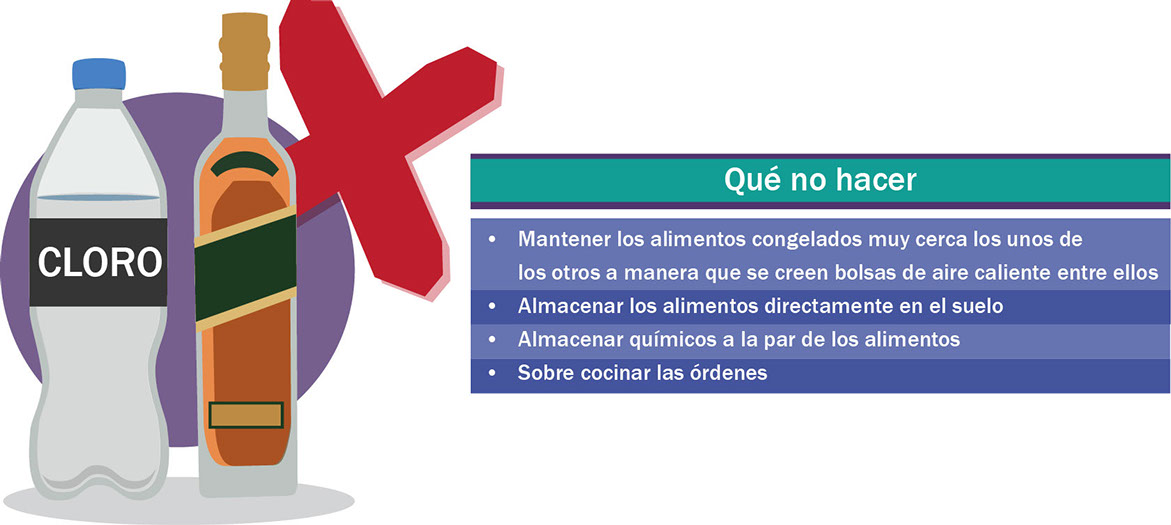 CLORO
Qué no hacer
• Mantener los alimentos congelados muy cerca los unos de
los otros a manera que se creen bolsas de aire caliente entre ellos
• Almacenar los alimentos directamente en el suelo
• Almacenar químicos a la par de los alimentos
• Sobre cocinar las órdenes